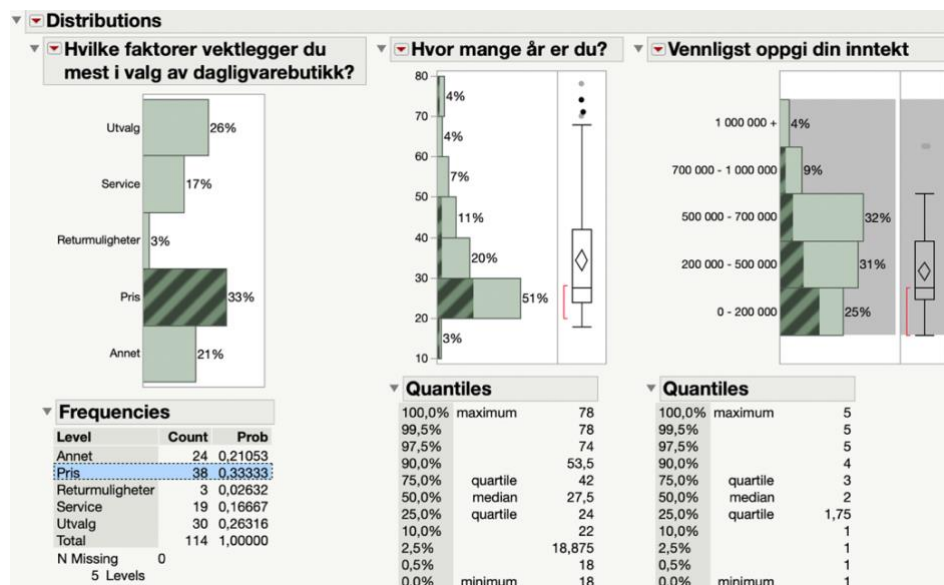 Distributions
Hvilke faktorer vektlegger du
mest i valg av dagligvarebutikk?
Utvalg 26%
Service 17%
Returmuligheter 3%
Pris 33%
Annet 21%
Frequencies
Level Count Prob
Annet 24 0,21053
Pris 38 0,33333
Returmuligheter 3 0,02632
Service 19 0,16667
Utvalg 30 0,26316
Total 114 1,00000
N Missing 0
5 Levels
Hvor mange år er du?
80
4%
70
4%
60
7%
50
11%
40
20%
30
51%
20
3%
10
Quantiles
100,0% maximum 78
99,5% 78
97,5% 74
90,0% 53,5
75,0% quartile 42
50,0% median 27,5
25,0% quartile 24
10,0% 22
2,5% 18,875
0,5% 18
0,0% minimum 18
Vennligst oppgi din inntekt
1 000 000 + 4%
700 000 - 1 000 000 9%
500 000 - 700 000 32%
200 000 - 500 000 31%
0 - 200 000 25%
Quantiles
100,0% maximum 5
99,5% 5
97,5% 5
90,0% 4
75,0% quartile 3
50,0% median 2
25,0% quartile 1,75
10,0% 1
2,5% 1
0,5% 1
0,0% minimum 1